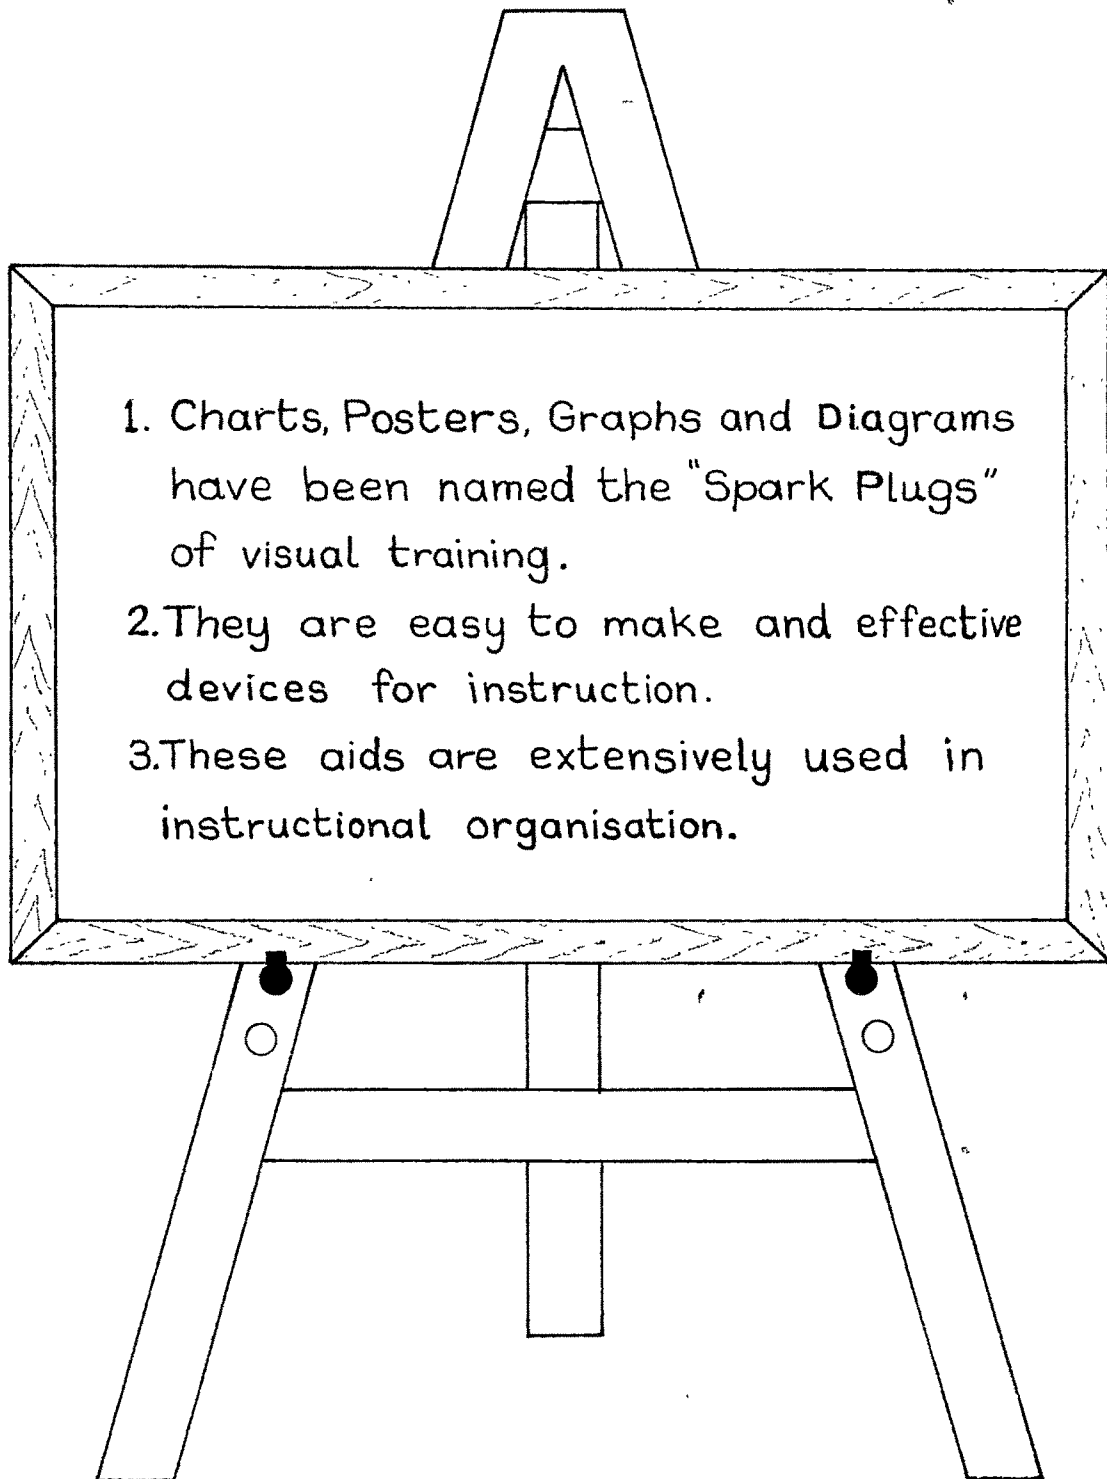 1. Charts, Posters, Graphs and Diagrams
have been named the "Spark Plugs"
of visual training.
2. They are easy to make and effective
devices for instruction.
3. These aids are extensively used in
instructional organisation.